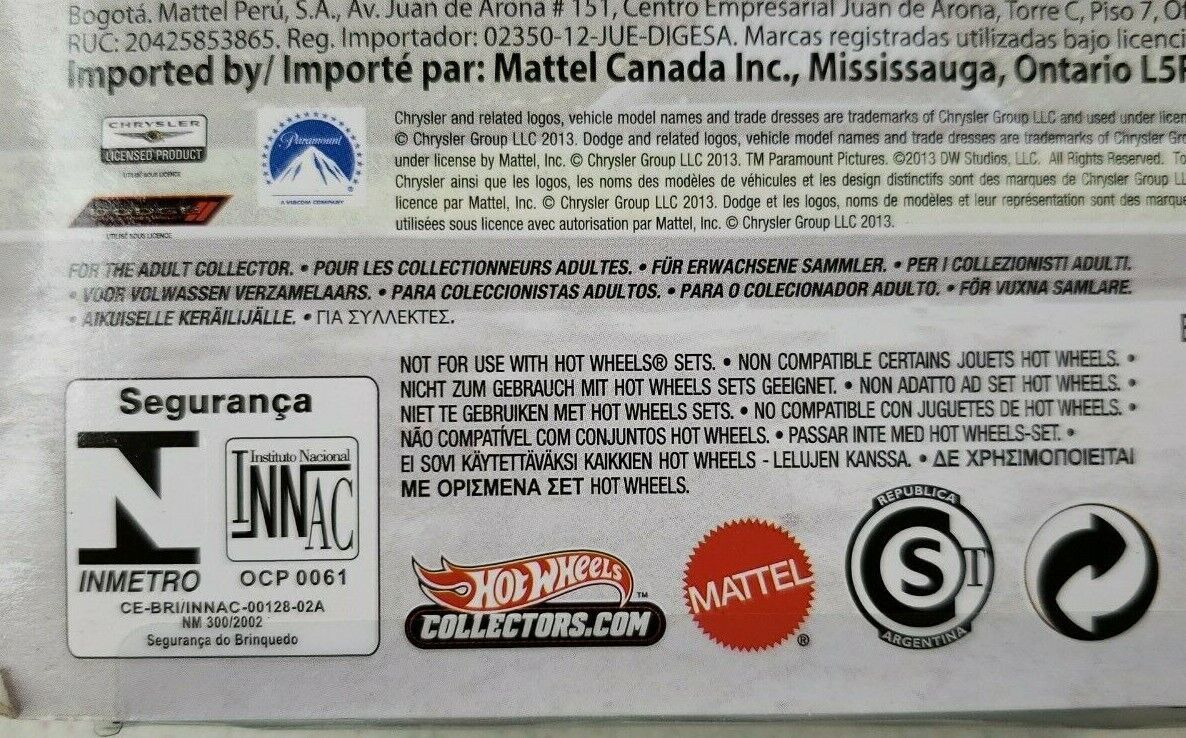 Bogotá. Mattel Perú, S.A., Av. Juan de Arona # 151, Centro Empresarial Juan de Arona, Torre C, Piso 7,
RUC: 20425853865. Reg. Importador: 02350-12-JUE-DIGESA. Marcas registradas utilizadas bajo
Imported by/ Importé par: Mattel Canada Inc., Mississauga, Ontario
CHRYSLER
LICENSED PRODUCT
UTILISÉ SOUS LICENCE
UTILISÉ SOUS LICENCE
Paramount
A VIACOM COMPANY
Chrysler and related logos, vehicle model names and trade dresses are trademarks of Chrysler Group LLC and used under
© Chrysler Group LLC 2013. Dodge and related logos, vehicle model names and trade dresses are trademarks of Chrysler
under license by Mattel, Inc. © Chrysler Group LLC 2013. TM Paramount Pictures. ©2013 DW Studios, LLC. All Rights Reserved.
Chrysler ainsi que les logos, les noms des modèles de véhicules et les design distinctifs sont des marques de Chrysler Group
licence par Mattel, Inc. © Chrysler Group LLC 2013. Dodge et les logos, noms de modèles et leur représentation sont des
utilisées sous licence avec autorisation par Mattel, Inc. © Chrysler Group LLC 2013.
FOR THE ADULT COLLECTOR. • POUR LES COLLECTIONNEURS ADULTES. • FÜR ERWACHSENE SAMMLER. • PER I COLLEZIONISTI ADULTI.
• VOOR VOLWASSEN VERZAMELAARS. • PARA COLECCIONISTAS ADULTOS. • PARA O COLECIONADOR ADULTO. • FÖR VUXNA SAMLARE.
• AIKUISELLE KERÄILIJÄLLE. • ΓΙΑ ΣΥΛΛΕΚΤΕΣ.
NOT FOR USE WITH HOT WHEELS® SETS. • NON COMPATIBLE CERTAINS JOUETS HOT WHEELS. •
NICHT ZUM GEBRAUCH MIT HOT WHEELS SETS GEEIGNET. • NON ADATTO AD SET HOT WHEELS. •
NIET TE GEBRUIKEN MET HOT WHEELS SETS. • NO COMPATIBLE CON JUGUETES DE HOT WHEELS. •
NÃO COMPATÍVEL COM CONJUNTOS HOT WHEELS. • PASSAR INTE MED HOT WHEELS-SET. •
EI SOVI KÄYTETTÄVÄKSI KAIKKIEN HOT WHEELS - LELUJEN KANSSA. • ΔΕ ΧΡΗΣΙΜΟΠΟΙΕΙΤΑΙ
ΜΕ ΟΡΙΣΜΕΝΑ ΣΕΤ HOT WHEELS.
Segurança
INMETRO
Instituto Nacional
INNAC
OCP 0061
CE-BRI/INNAC-00128-02A
NM 300/2002
Segurança do Brinquedo
HOT WHEELS™
COLLECTORS.COM
MATTEL®
REPUBLICA
S T
ARGENTINA